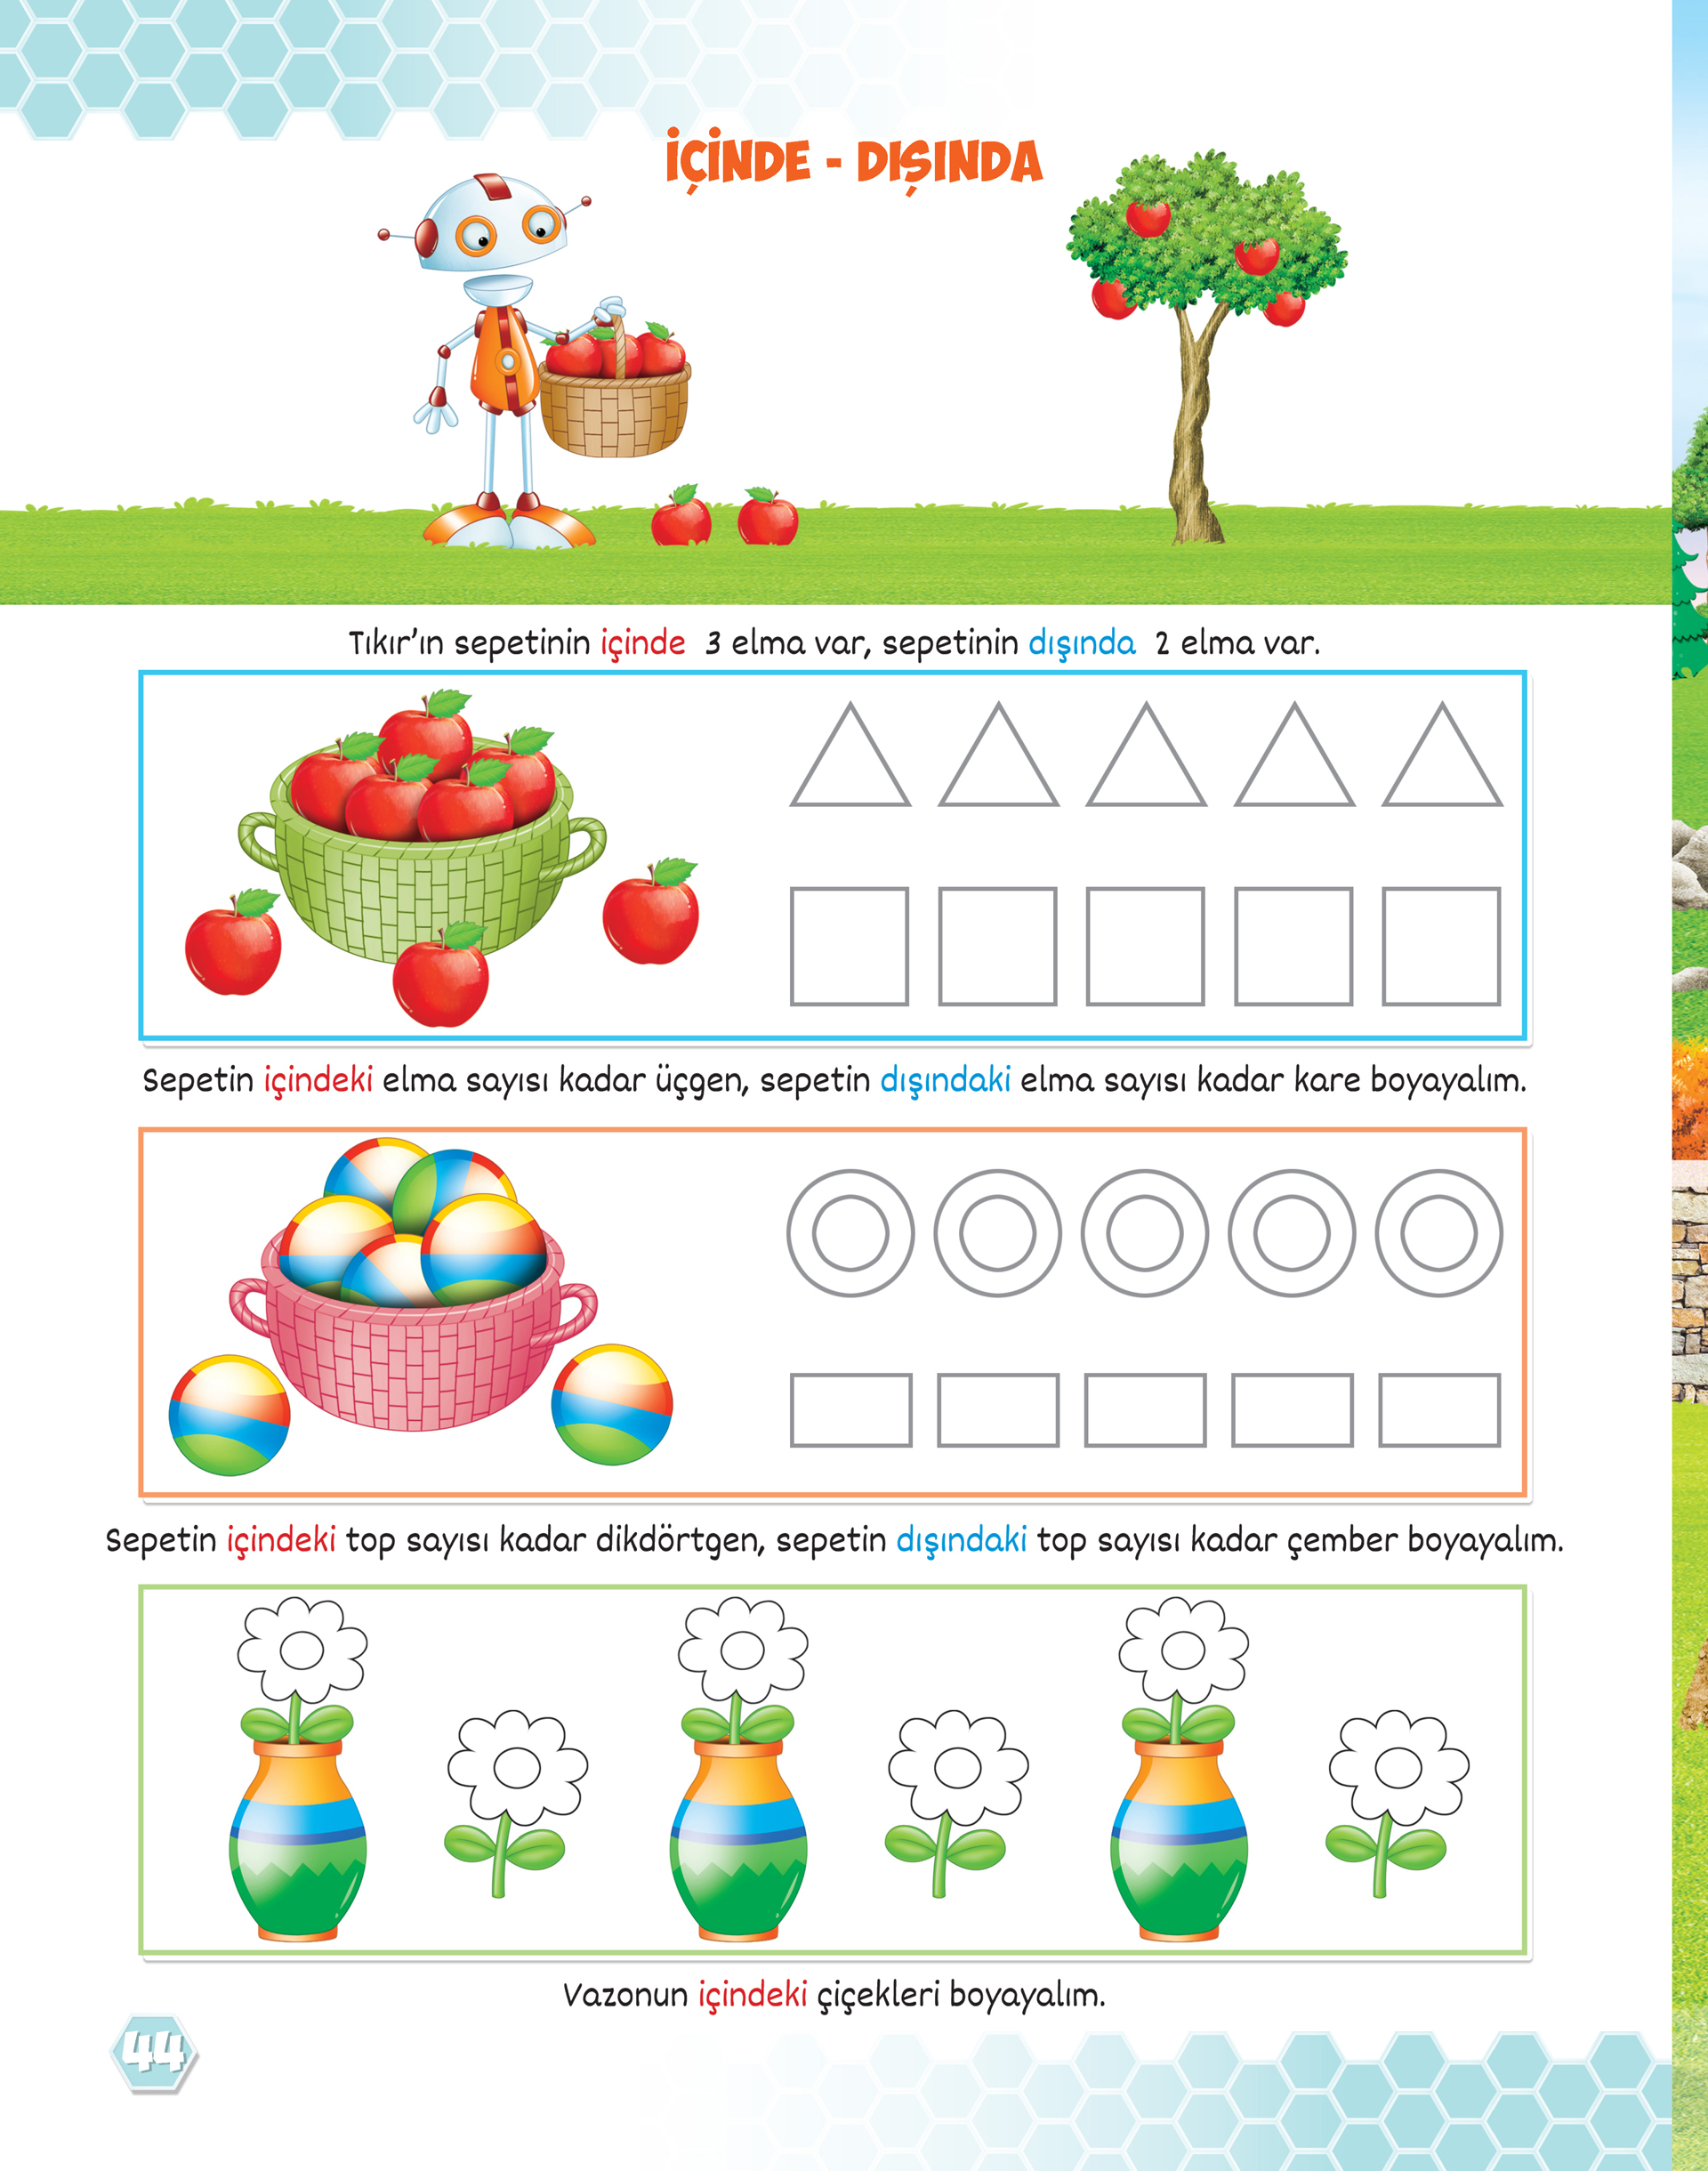 İÇİNDE - DIŞINDA
Tıkır’ın sepetinin içinde 3 elma var, sepetinin dışında 2 elma var.
Sepetin içindeki elma sayısı kadar üçgen, sepetin dışındaki elma sayısı kadar kare boyayalım.
Sepetin içindeki top sayısı kadar dikdörtgen, sepetin dışındaki top sayısı kadar çember boyayalım.
Vazonun içindeki çiçekleri boyayalım.
44